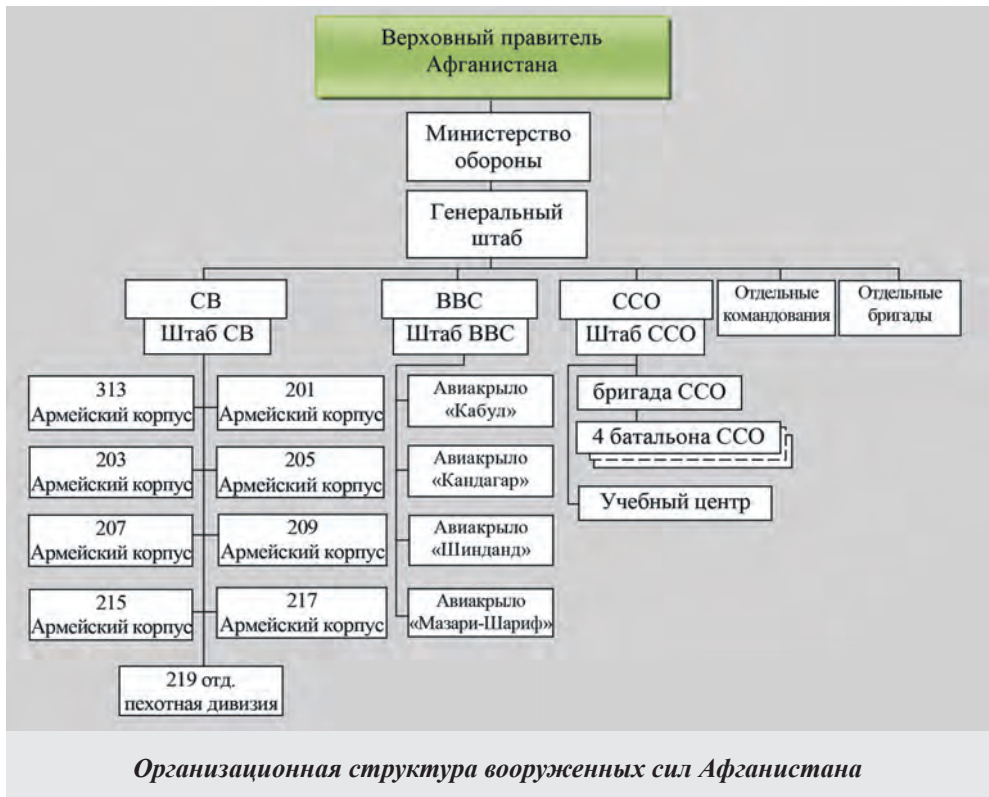 Верховный правитель
Афганистана
Министерство
обороны
Генеральный
штаб
СВ
Штаб СВ
ВВС
Штаб ВВС
ССО
Штаб ССО
Отдельные
командования
Отдельные
бригады
313
Армейский корпус
201
Армейский корпус
203
Армейский корпус
205
Армейский корпус
207
Армейский корпус
209
Армейский корпус
215
Армейский корпус
217
Армейский корпус
219 отд.
пехотная дивизия
Авиакрыло
«Кабул»
Авиакрыло
«Кандагар»
Авиакрыло
«Шинданд»
Авиакрыло
«Мазари-Шариф»
бригада ССО
4 батальона ССО
Учебный центр
Организационная структура вооруженных сил Афганистана